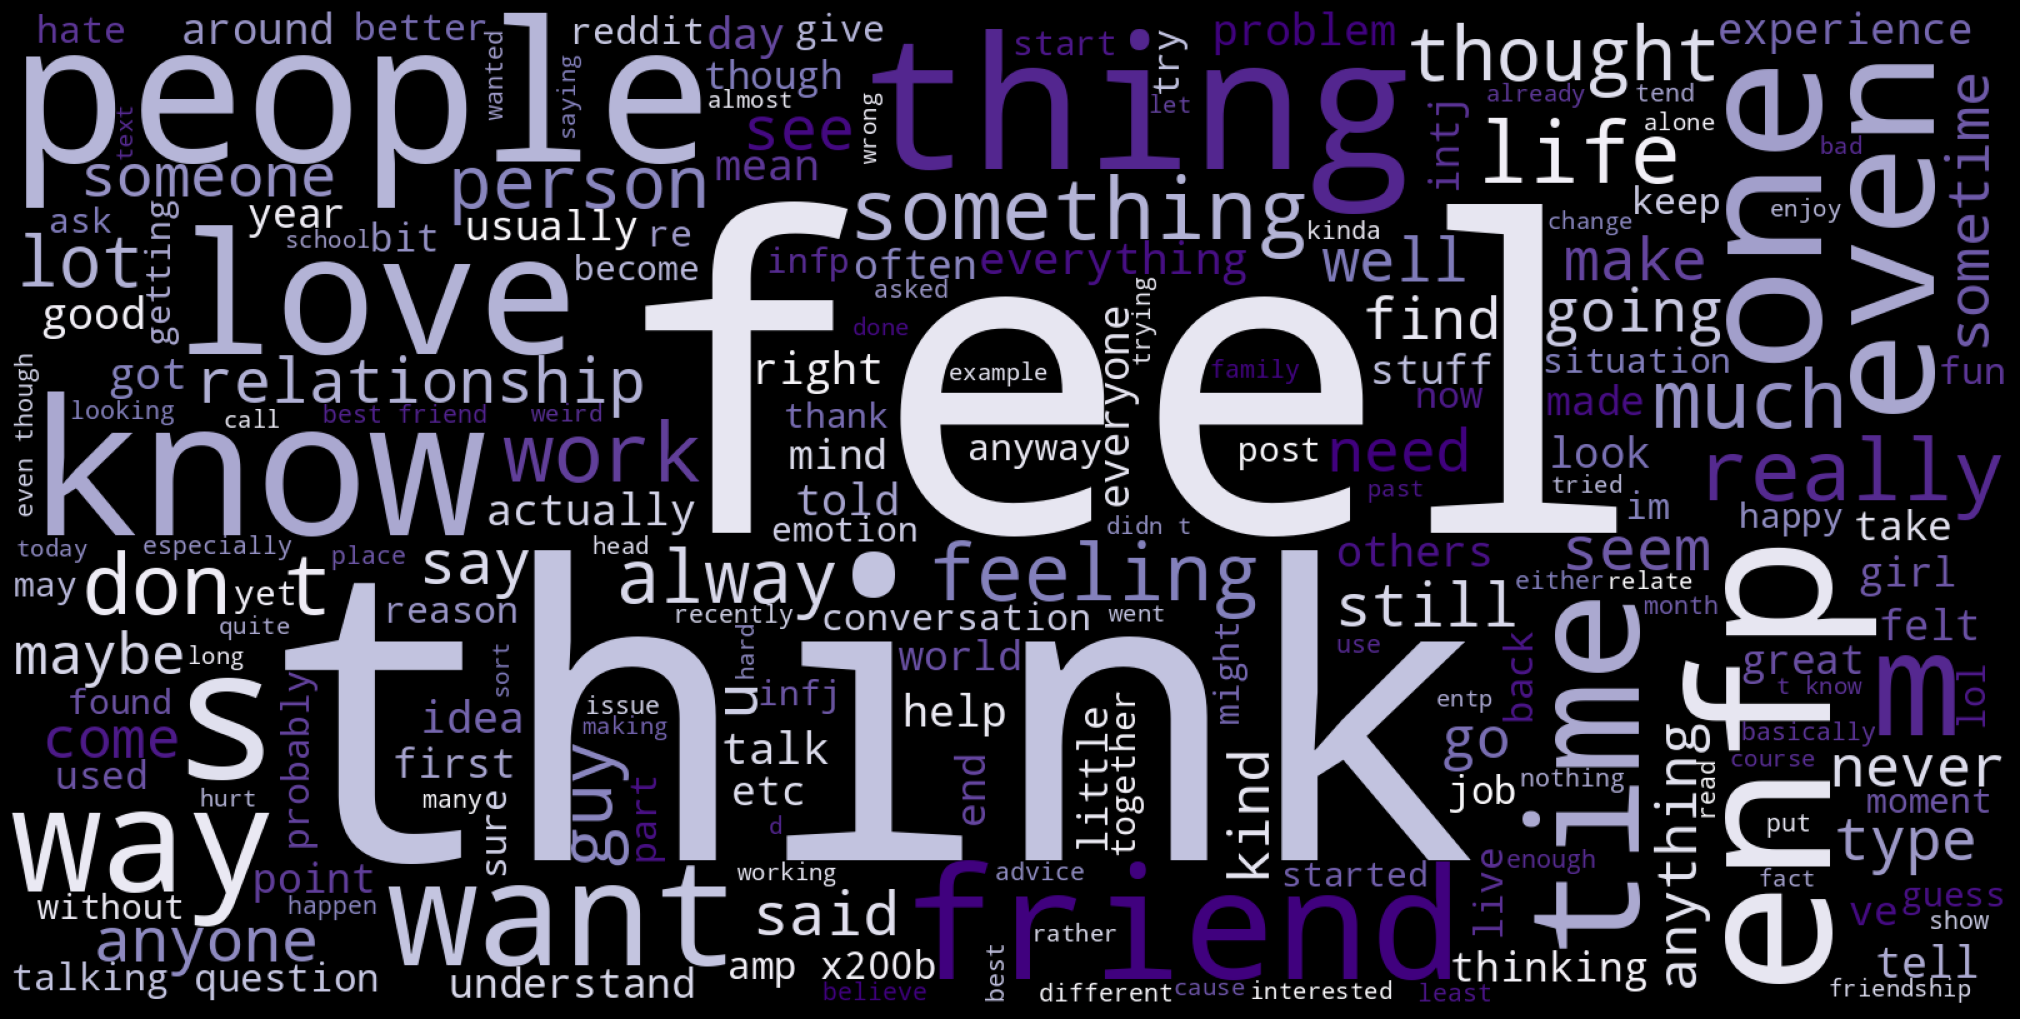 hate
around
better
wanted
reddit
day
give
start
try
problem
thought
experience
people
text
saying
though
almost
see
wrong
thing
let
already
tend
alone
one
even
bad
sometime
someone
person
mean
intj
life
keep
enjoy
ask
getting
year
usually
re
something
kinda
change
lot
school
bit
become
infp
often
everything
well
make
good
love
feel
asked
trying
find
going
got
relationship
right
done
example
family
everyone
stuff
situation
fun
even though
looking
call
best friend
weird
thank
now
made
much
know
work
mind
anyway
post
need
look
really
actually
told
past
tried
im
happy
take
emotion
didn t
today
especially
place
head
say
alway
feeling
others
seem
girl
may
don t
yet
reason
recently
conversation
went
still
either
relate
month
quite
maybe
long
think
sort
hard
world
might
use
back
time
enfp
felt
great
m
found
probably
s
idea
issue
u
infj
help
little
together
entp
t know
lol
come
making
talk
go
basically
used
first
guy
etc
end
kind
job
nothing
anything
read
course
never
hurt
many
sure
part
d
moment
way
put
type
point
want
working
advice
friend
started
live
enough
fact
without
happen
said
rather
ve
guess
show
anyone
talking
question
understand
amp x200b
believe
best
different
cause
interested
least
thinking
tell
friendship